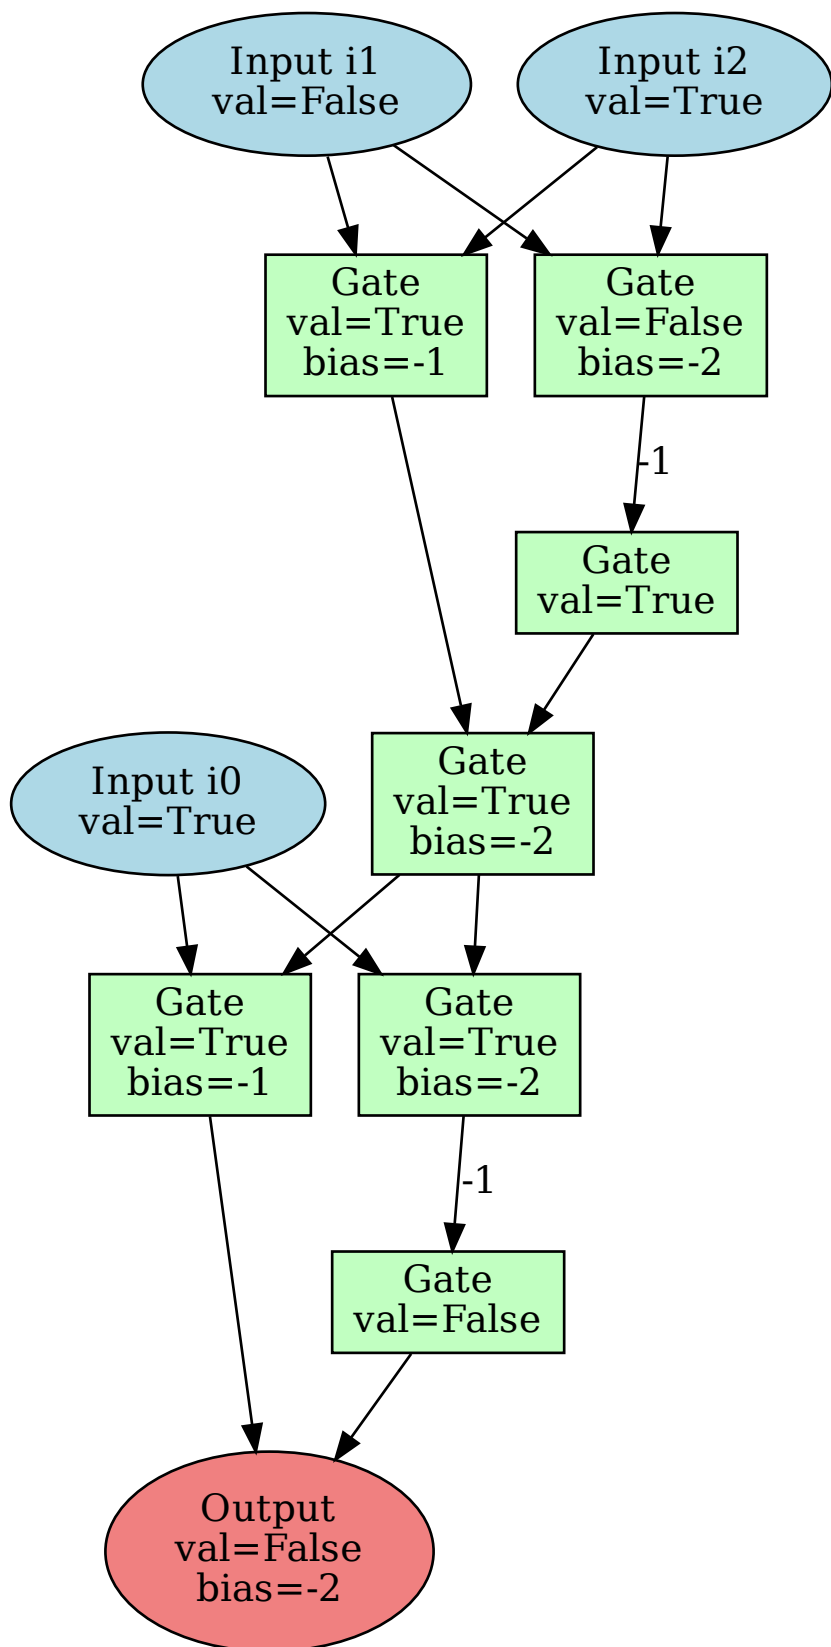 Input i1
val=False
Input i2
val=True
Gate
val=True
bias=-1
Gate
val=False
bias=-2
-1
Gate
val=True
Gate
val=True
bias=-2
Input i0
val=True
Gate
val=True
bias=-1
Gate
val=True
bias=-2
-1
Gate
val=False
Output
val=False
bias=-2